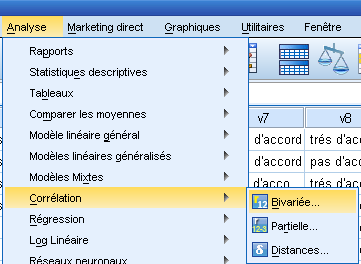 Analyse Marketing direct Graphiques Utilitaires Fenêtre
Rapports
Statistiques descriptives
Tableaux
Comparer les moyennes
Modèle linéaire général
Modèles linéaires généralisés
Modèles Mixtes
Corrélation
Régression
Log Linéaire
Réseaux neuronaux
Bivariée...
Partielle...
Distances...
v7 v8
d'accord trés d'acc
d'accord pas d'acc
d'acco... d'acco...